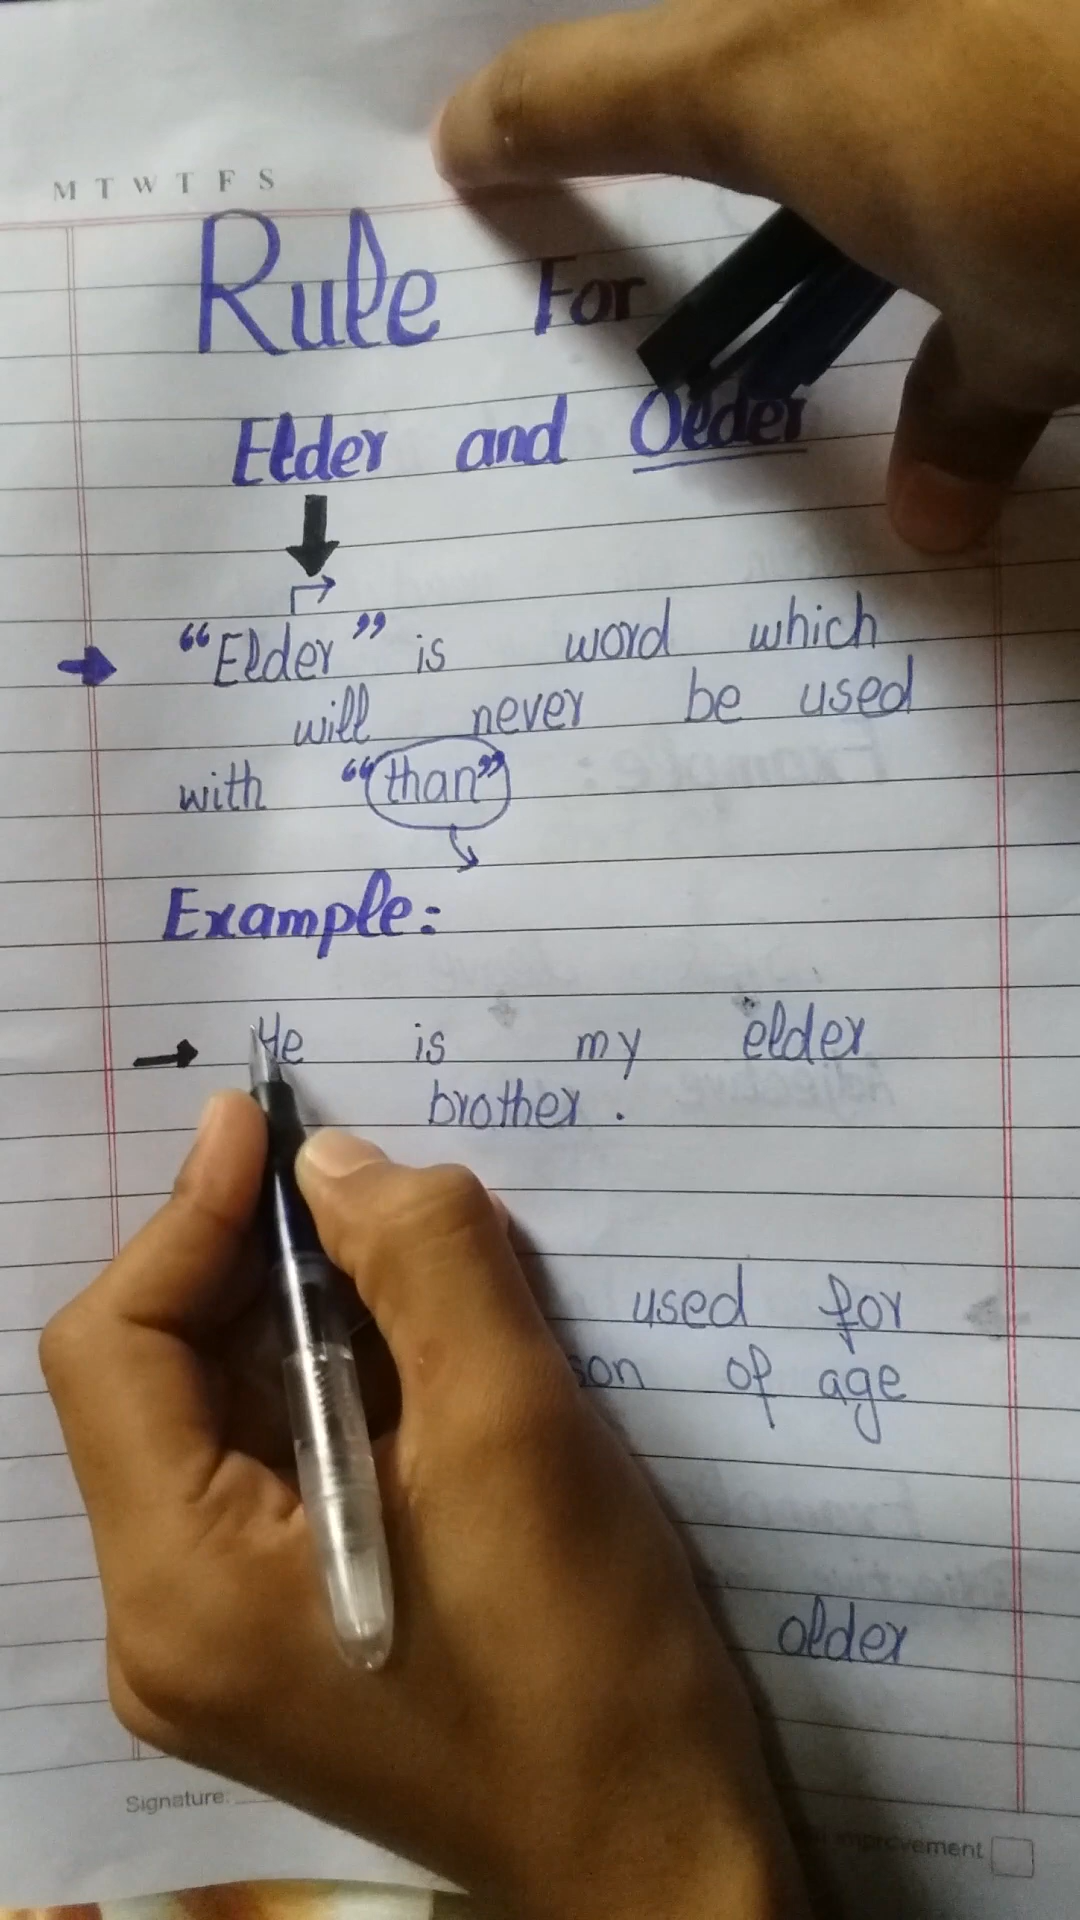 M T W T F S
Rule For
Elder and Older
"Elder" is word which
will never be used
with "than"
Example:
He is my elder
brother.
used for
of age
older
Signature:
improvement